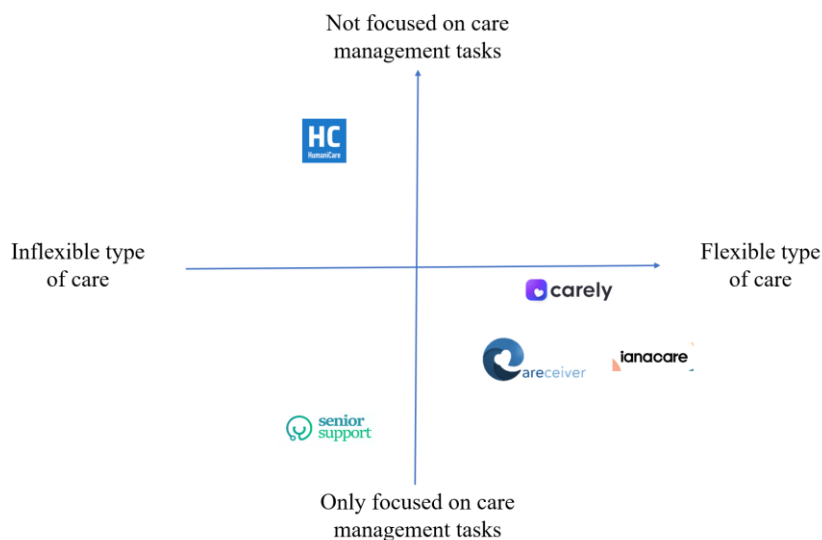 Not focused on care
management tasks
HC
HumaniCare
Inflexible type
of care
Flexible type
of care
carely
areceiver
ianacare
senior
support
Only focused on care
management tasks